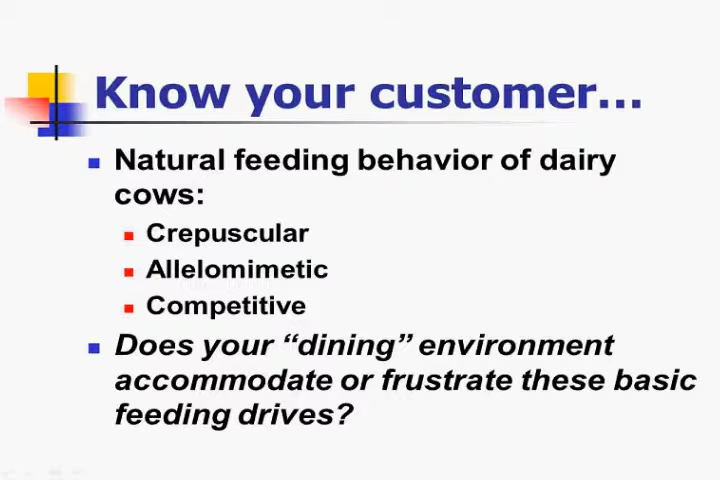 Know your customer...
Natural feeding behavior of dairy
cows:
Crepuscular
Allelomimetic
Competitive
Does your “dining” environment
accommodate or frustrate these basic
feeding drives?